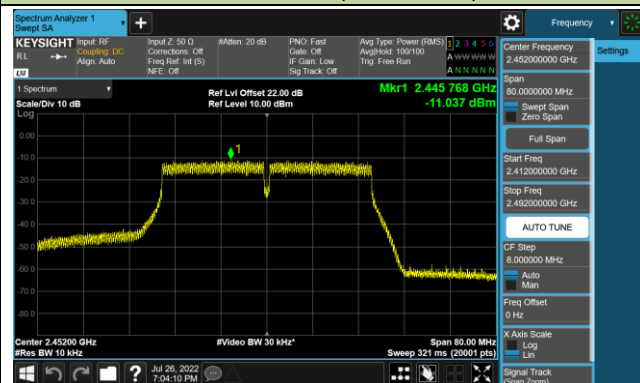 Spectrum Analyzer 1
Swept SA
Frequency
KEYSIGHT
RL
LXI
Input: RF
Coupling: DC
Align: Auto
Input Z: 50 Ω
Corrections: Off
Freq Ref: Int (S)
NFE: Off
#Atten: 20 dB
PNO: Fast
Gate: Off
IF Gain: Low
Sig Track: Off
Avg Type: Power (RMS)
Avg|Hold: 100/100
Trig: Free Run
1 2 3 4 5 6
A W W W W W
A N N N N N
1 Spectrum
Scale/Div 10 dB
Log
Ref Lvl Offset 22.00 dB
Ref Level 10.00 dBm
Mkr1 2.445 768 GHz
-11.037 dBm
0.00
-10.0
-20.0
-30.0
-40.0
-50.0
-60.0
-70.0
-80.0
1
Center 2.45200 GHz
#Res BW 10 kHz
#Video BW 30 kHz*
Span 80.00 MHz
Sweep 321 ms (20001 pts)
Center Frequency
2.452000000 GHz
Settings
Span
80.0000000 MHz
Swept Span
Zero Span
Full Span
Start Freq
2.412000000 GHz
Stop Freq
2.492000000 GHz
AUTO TUNE
CF Step
8.000000 MHz
Auto
Man
Freq Offset
0 Hz
X Axis Scale
Log
Lin
Signal Track
(Span Zoom)
?
Jul 26, 2022
7:04:10 PM